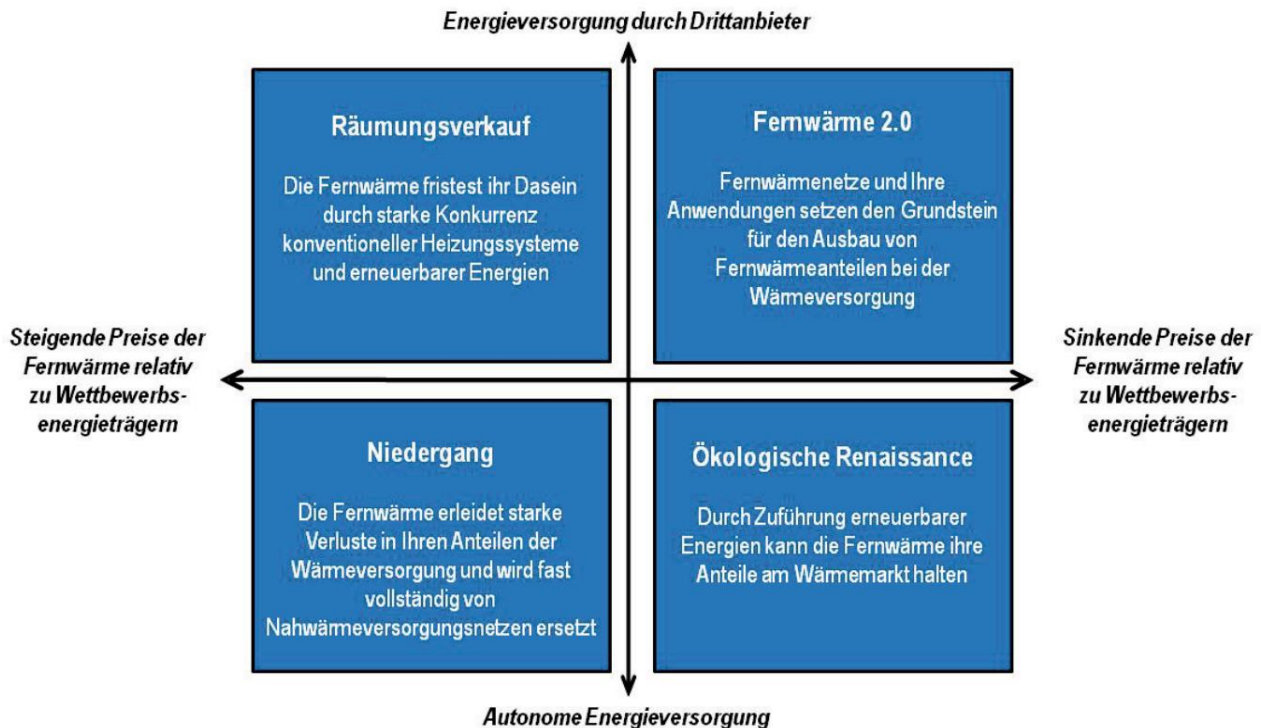 Energieversorgung durch Drittanbieter
Räumungsverkauf
Die Fernwärme fristest ihr Dasein
durch starke Konkurrenz
konventioneller Heizungssysteme
und erneuerbarer Energien
Fernwärme 2.0
Fernwärmenetze und Ihre
Anwendungen setzen den Grundstein
für den Ausbau von
Fernwärmeanteilen bei der
Wärmeversorgung
Steigende Preise der
Fernwärme relativ
zu Wettbewerbs-
energieträgern
Sinkende Preise der
Fernwärme relativ
zu Wettbewerbs-
energieträgern
Niedergang
Die Fernwärme erleidet starke
Verluste in Ihren Anteilen der
Wärmeversorgung und wird fast
vollständig von
Nahwärmeversorgungsnetzen ersetzt
Ökologische Renaissance
Durch Zuführung erneuerbarer
Energien kann die Fernwärme ihre
Anteile am Wärmemarkt halten
Autonome Energieversorgung